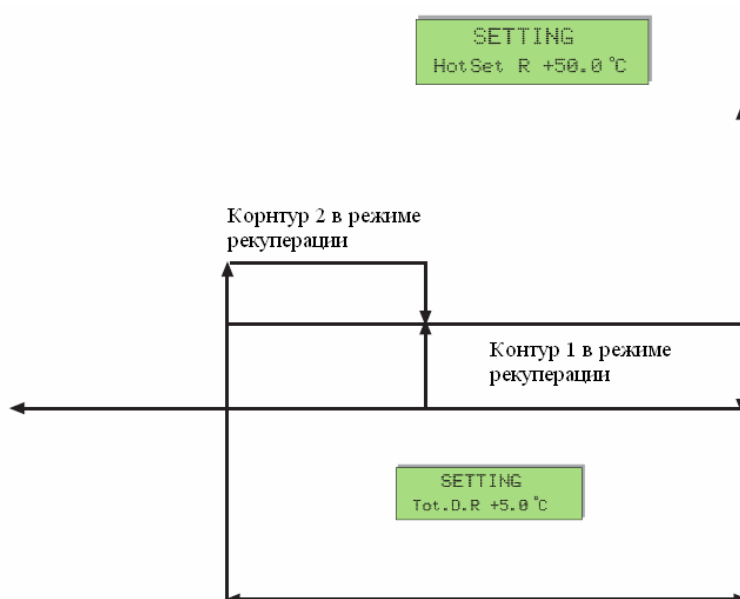 SETTING
HotSet R +50.0°C
Корнтур 2 в режиме
рекуперации
Контур 1 в режиме
рекуперации
SETTING
Tot.D.R +5.0°C